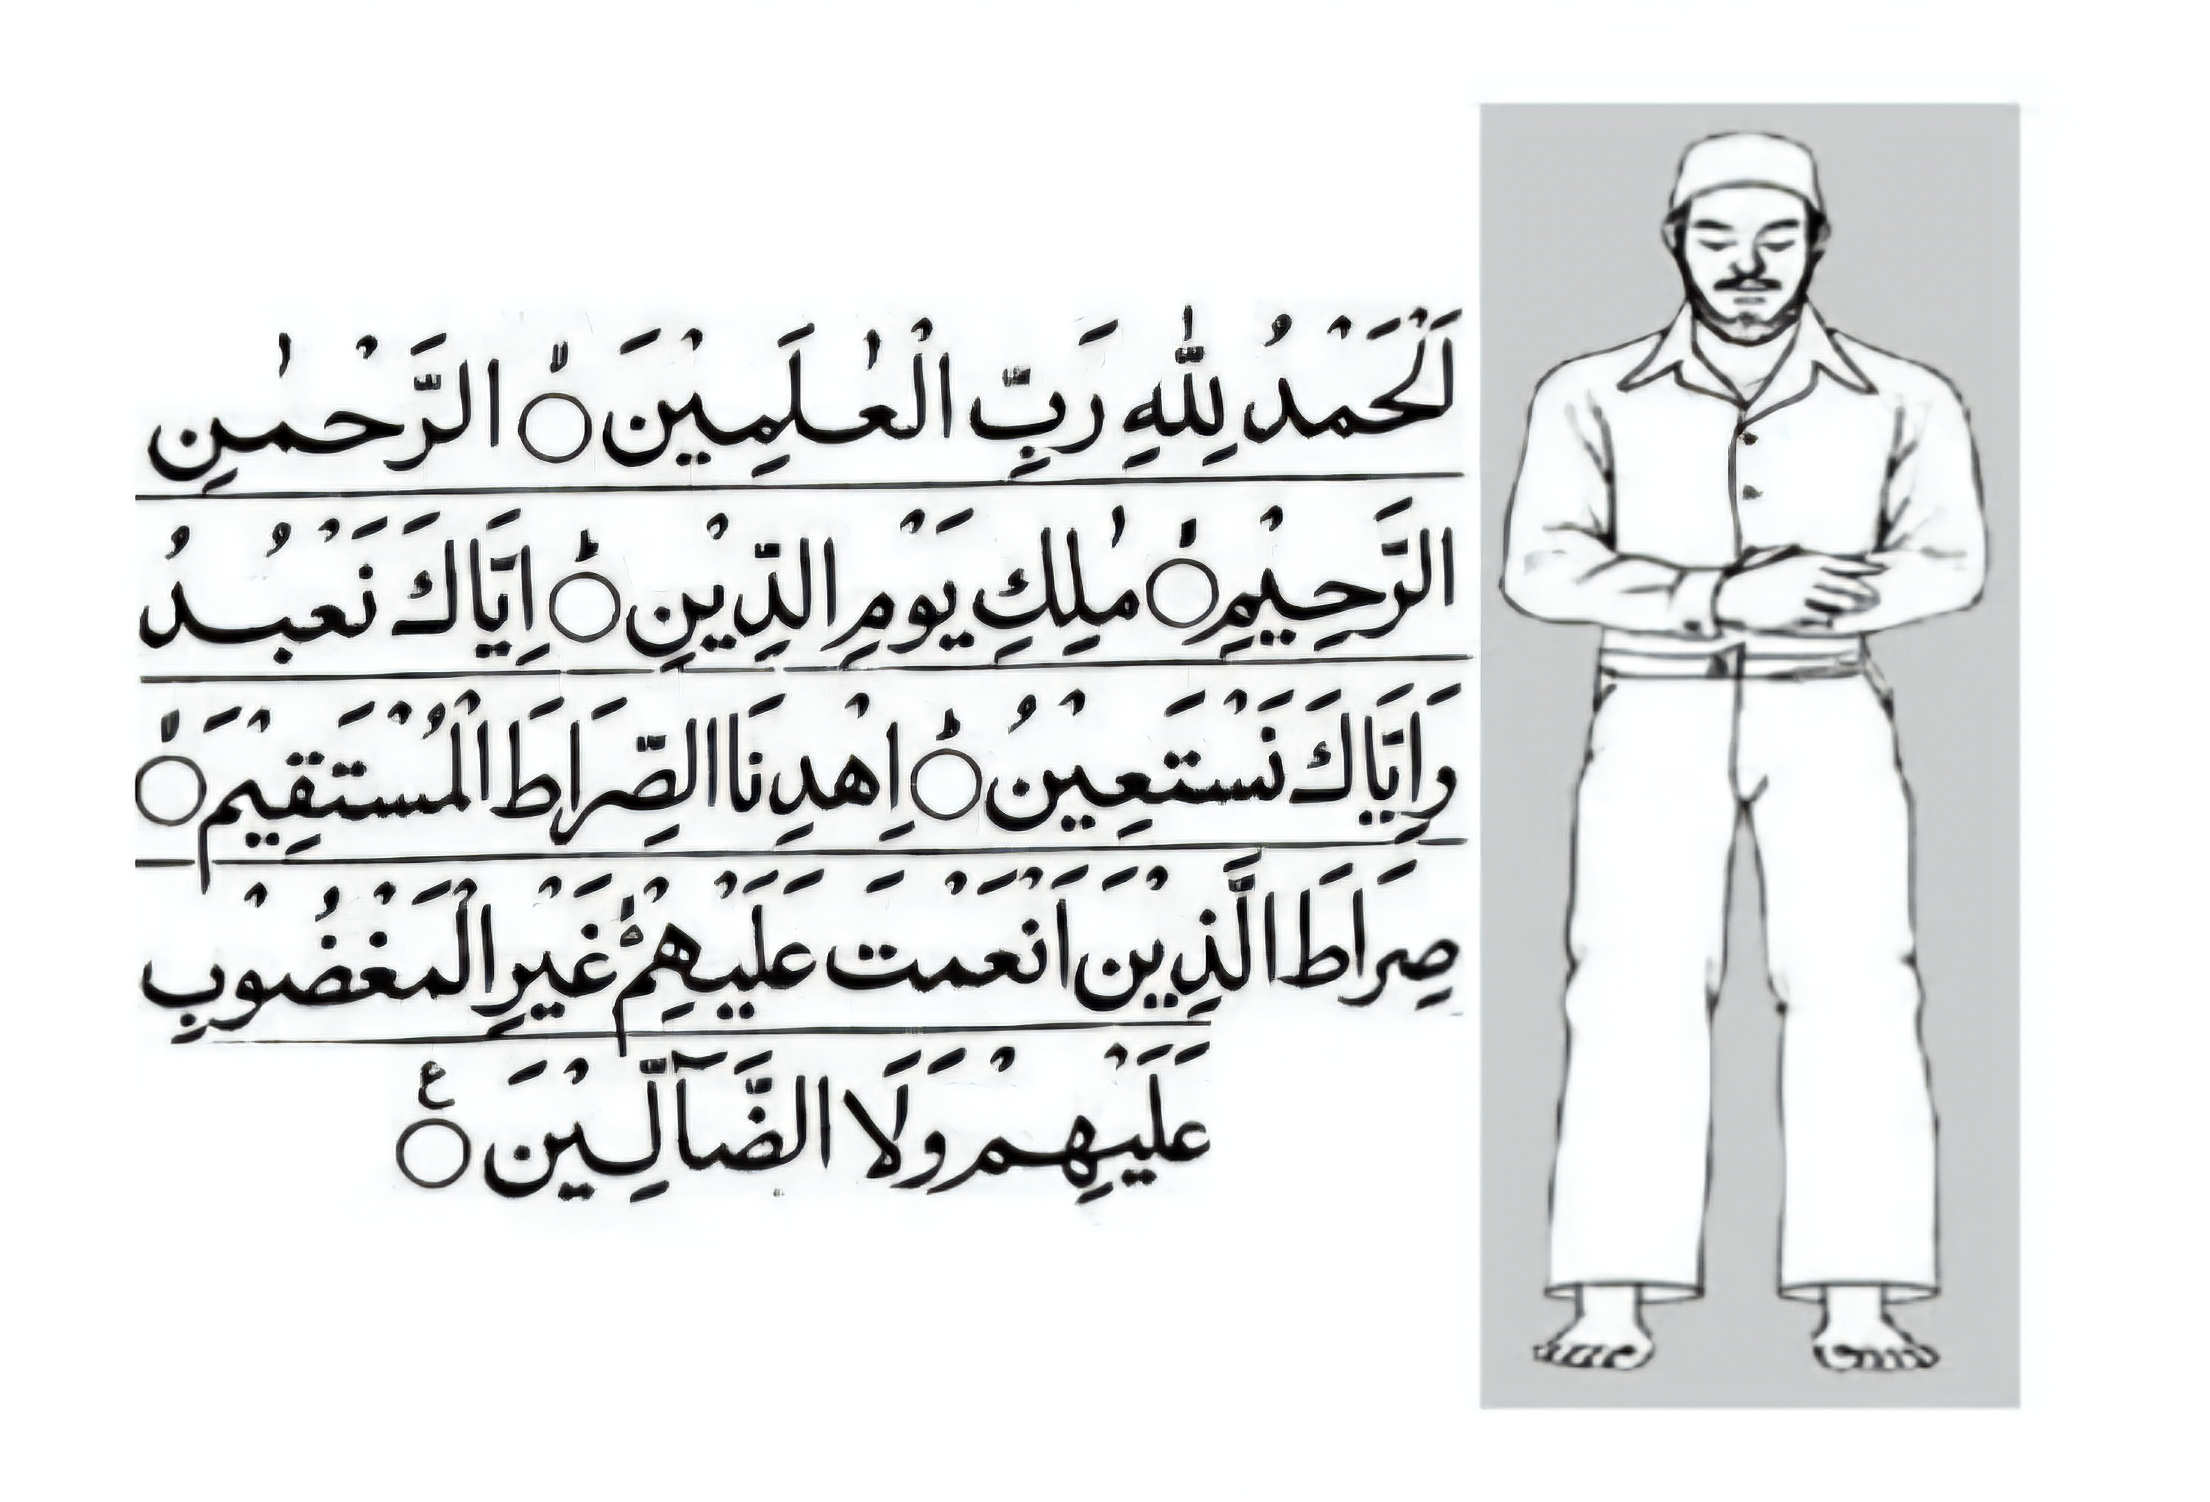 اَلْحَمْدُ لِلّٰهِ رَبِّ الْعٰلَمِيْنَ ۙ○ الرَّحْمٰنِ
الرَّحِيْمِ ۙ○ مٰلِكِ يَوْمِ الدِّيْنِ ؕ○ اِيَّاكَ نَعْبُدُ
وَاِيَّاكَ نَسْتَعِيْنُ ؕ○ اِهْدِنَا الصِّرَاطَ الْمُسْتَقِيْمَ ۙ○
صِرَاطَ الَّذِيْنَ اَنْعَمْتَ عَلَيْهِمْ ۙ۬ غَيْرِ الْمَغْضُوْبِ
عَلَيْهِمْ وَلَا الضَّآلِّيْنَ ○ع